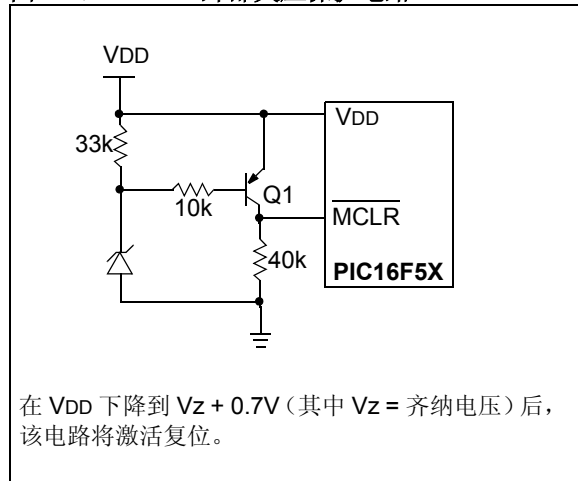 VDD
VDD
33k
10k
Q1
MCLR
40k
PIC16F5X
在 VDD 下降到 Vz + 0.7V（其中 Vz = 齐纳电压）后，
该电路将激活复位。